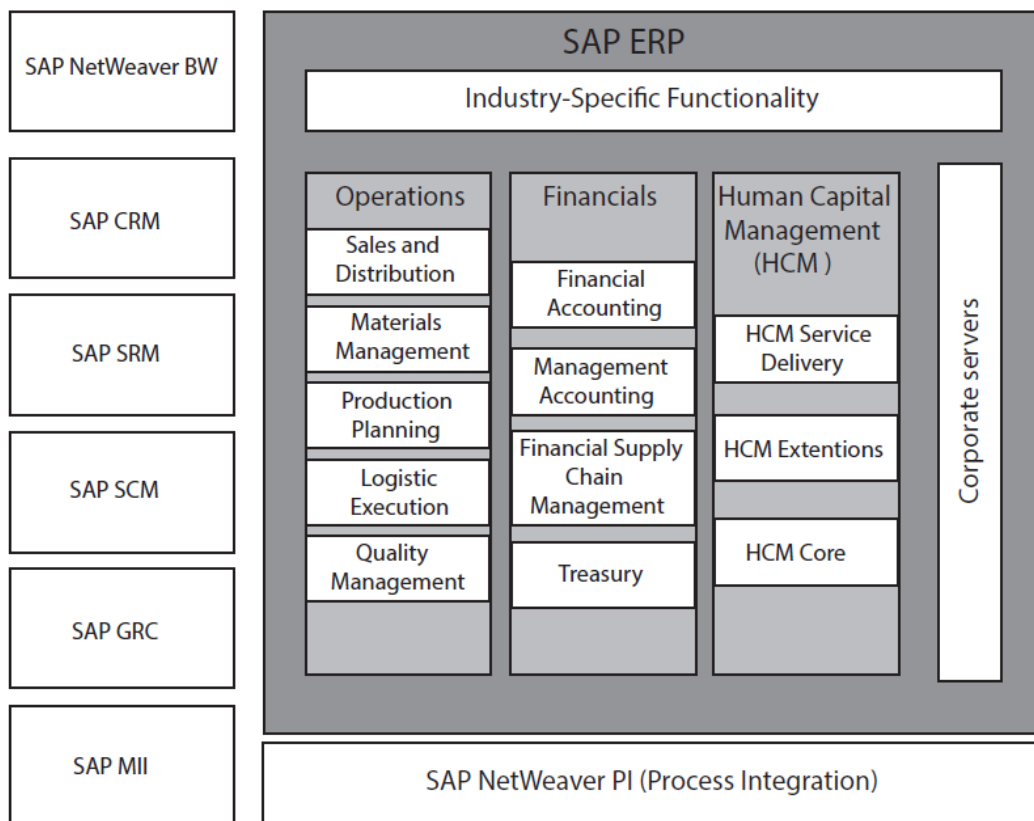 SAP NetWeaver BW
SAP CRM
SAP SRM
SAP SCM
SAP GRC
SAP MII
SAP ERP
Industry-Specific Functionality
Operations
Sales and
Distribution
Materials
Management
Production
Planning
Logistic
Execution
Quality
Management
Financials
Financial
Accounting
Management
Accounting
Financial Supply
Chain
Management
Treasury
Human Capital
Management
(HCM )
HCM Service
Delivery
HCM Extentions
HCM Core
Corporate servers
SAP NetWeaver PI (Process Integration)